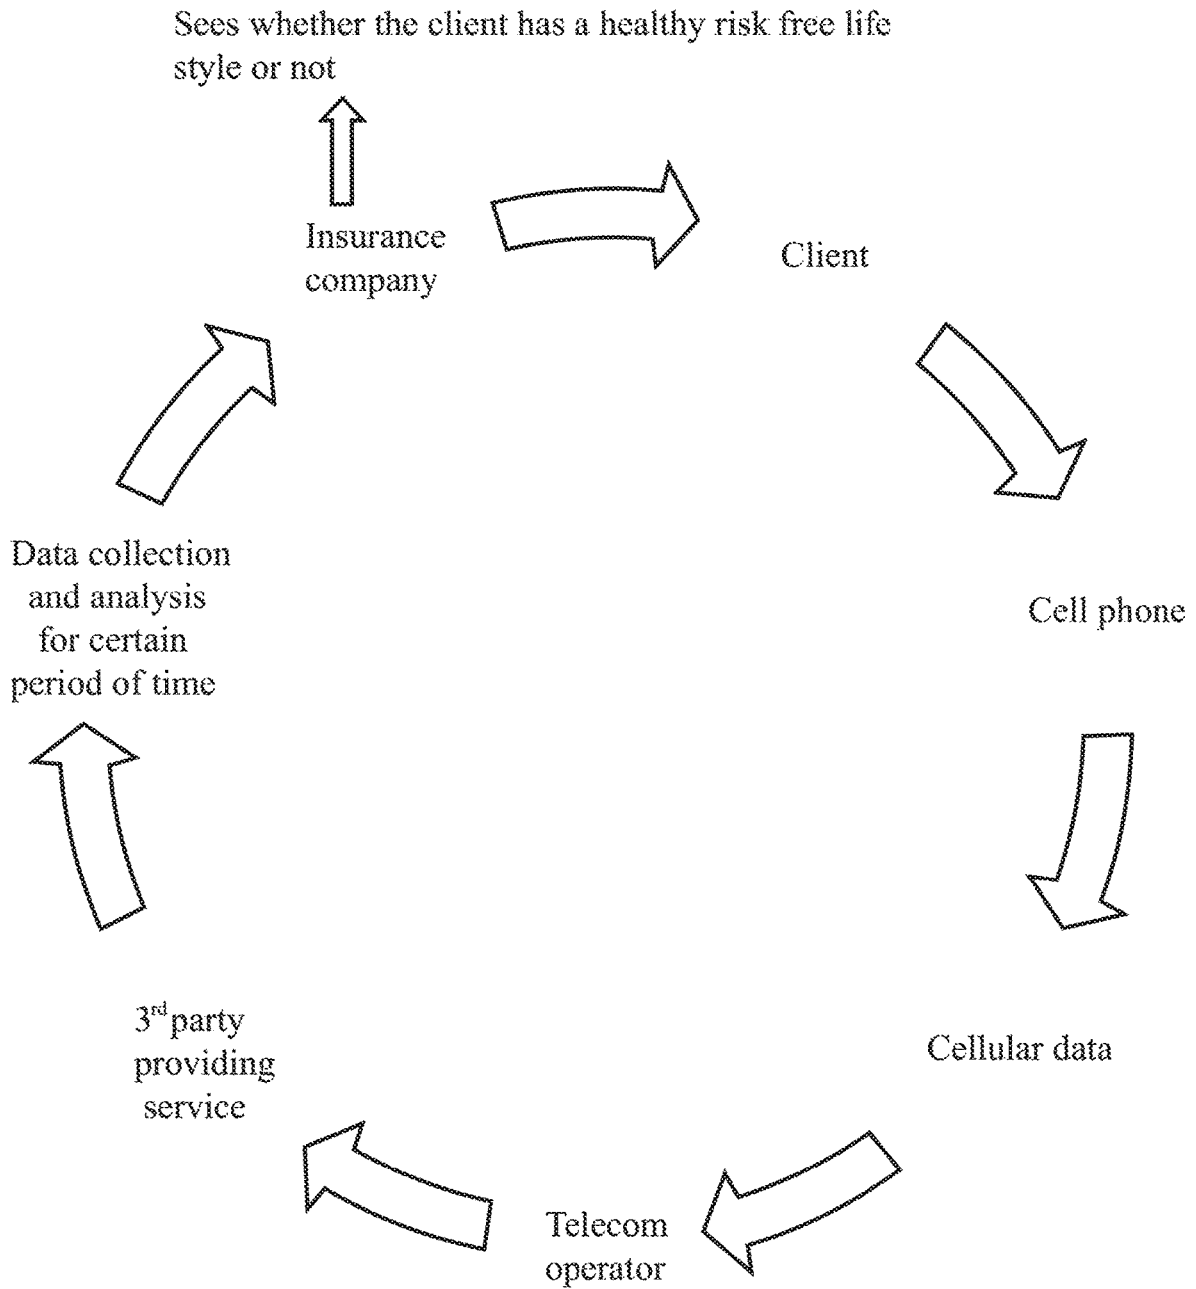 Sees whether the client has a healthy risk free life
style or not
Insurance
company
Client
Cell phone
Cellular data
Telecom
operator
3rd party
providing
service
Data collection
and analysis
for certain
period of time